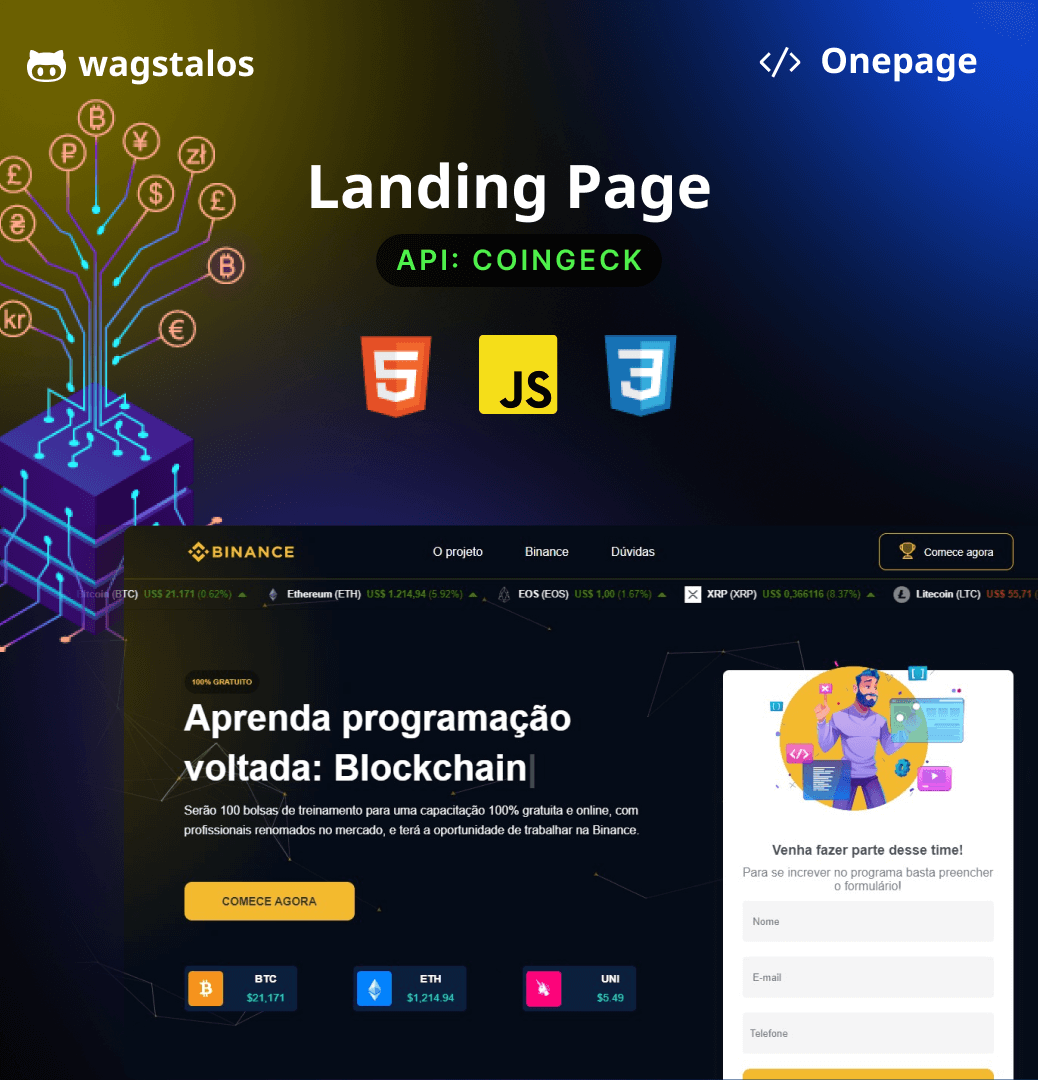 wagstalos
</> Onepage
₿
₽
¥
zł
£
$
£
₴
₿
kr
€
Landing Page
API: COINGECK
5
JS
3
BINANCE
O projeto
Binance
Dúvidas
Comece agora
Bitcoin (BTC) US$ 21.171 (0.62%) Ethereum (ETH) US$ 1.214,94 (5.92%) EOS (EOS) US$ 1,00 (1.67%) XRP (XRP) US$ 0,366116 (8.37%) Litecoin (LTC) US$ 55,71 (
100% GRATUITO
Aprenda programação
voltada: Blockchain|
Serão 100 bolsas de treinamento para uma capacitação 100% gratuita e online, com
profissionais renomados no mercado, e terá a oportunidade de trabalhar na Binance.
COMECE AGORA
BTC
$21,171
ETH
$1,214.94
UNI
$5.49
Venha fazer parte desse time!
Para se increver no programa basta preencher
o formulário!
Nome
E-mail
Telefone